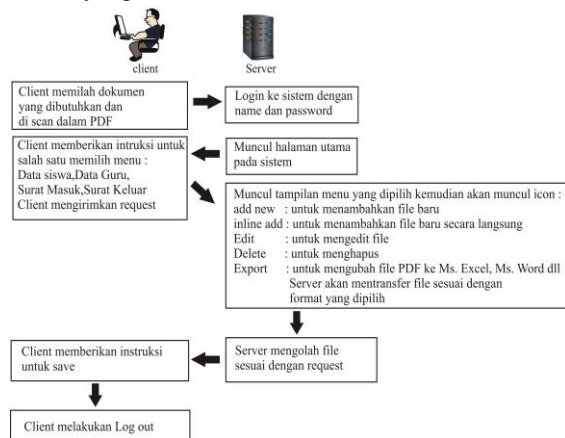 client
Server
Client memilah dokumen
yang dibutuhkan dan
di scan dalam PDF
Login ke sistem dengan
name dan password
Client memberikan intruksi untuk
salah satu memilih menu :
Data siswa,Data Guru,
Surat Masuk,Surat Keluar
Client mengirimkan request
Muncul halaman utama
pada sistem
Muncul tampilan menu yang dipilih kemudian akan muncul icon :
add new : untuk menambahkan file baru
inline add : untuk menambahkan file baru secara langsung
Edit : untuk mengedit file
Delete : untuk menghapus
Export : untuk mengubah file PDF ke Ms. Excel, Ms. Word dll
Server akan mentransfer file sesuai dengan
format yang dipilih
Client memberikan instruksi
untuk save
Server mengolah file
sesuai dengan request
Client melakukan Log out